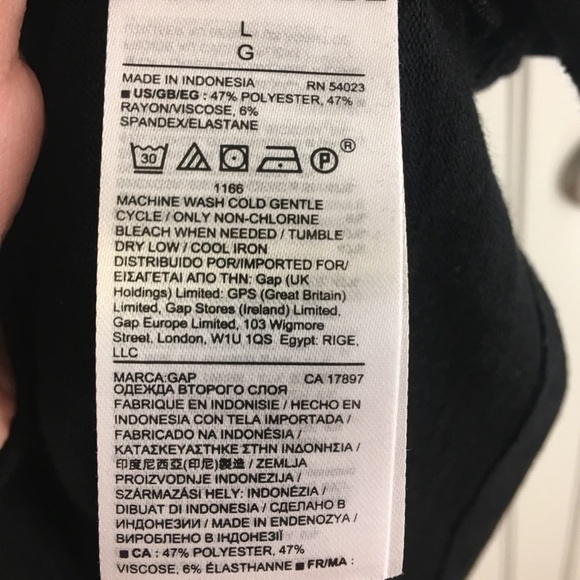 L
G
MADE IN INDONESIA RN 54023
■ US/GB/EG : 47% POLYESTER, 47%
RAYON/VISCOSE, 6%
SPANDEX/ELASTANE
30 P ®
1166
MACHINE WASH COLD GENTLE
CYCLE / ONLY NON-CHLORINE
BLEACH WHEN NEEDED / TUMBLE
DRY LOW / COOL IRON
DISTRIBUIDO POR/IMPORTED FOR/
ΕΙΣΑΓΕΤΑΙ ΑΠΟ ΤΗΝ: Gap (UK
Holdings) Limited: GPS (Great Britain)
Limited, Gap Stores (Ireland) Limited,
Gap Europe Limited, 103 Wigmore
Street, London, W1U 1QS Egypt: RIGE,
LLC
MARCA:GAP CA 17897
ОДЕЖДА ВТОРОГО СЛОЯ
FABRIQUE EN INDONISIE / HECHO EN
INDONESIA CON TELA IMPORTADA /
FABRICADO NA INDONÉSIA /
ΚΑΤΑΣΚΕΥΑΣΤΗΚΕ ΣΤΗΝ ΙΝΔΟΝΗΣΙΑ /
印度尼西亞(印尼)製造 / ZEMLJA
PROIZVODNJE INDONEZIJA /
SZÁRMAZÁSI HELY: INDONÉZIA /
DIBUAT DI INDONESIA / СДЕЛАНО В
ИНДОНЕЗИИ / MADE IN ENDENOZYA /
ВИРОБЛЕНО В ІНДОНЕЗІЇ
■ CA : 47% POLYESTER, 47%
VISCOSE, 6% ÉLASTHANNE ■ FR/MA :